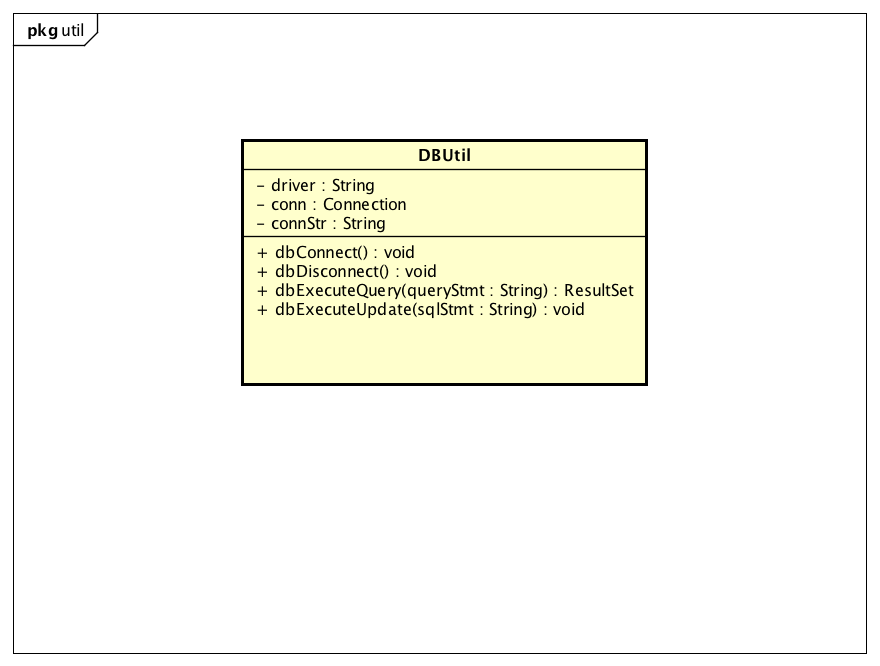 pkg util
DBUtil
– driver : String
– conn : Connection
– connStr : String
+ dbConnect() : void
+ dbDisconnect() : void
+ dbExecuteQuery(queryStmt : String) : ResultSet
+ dbExecuteUpdate(sqlStmt : String) : void